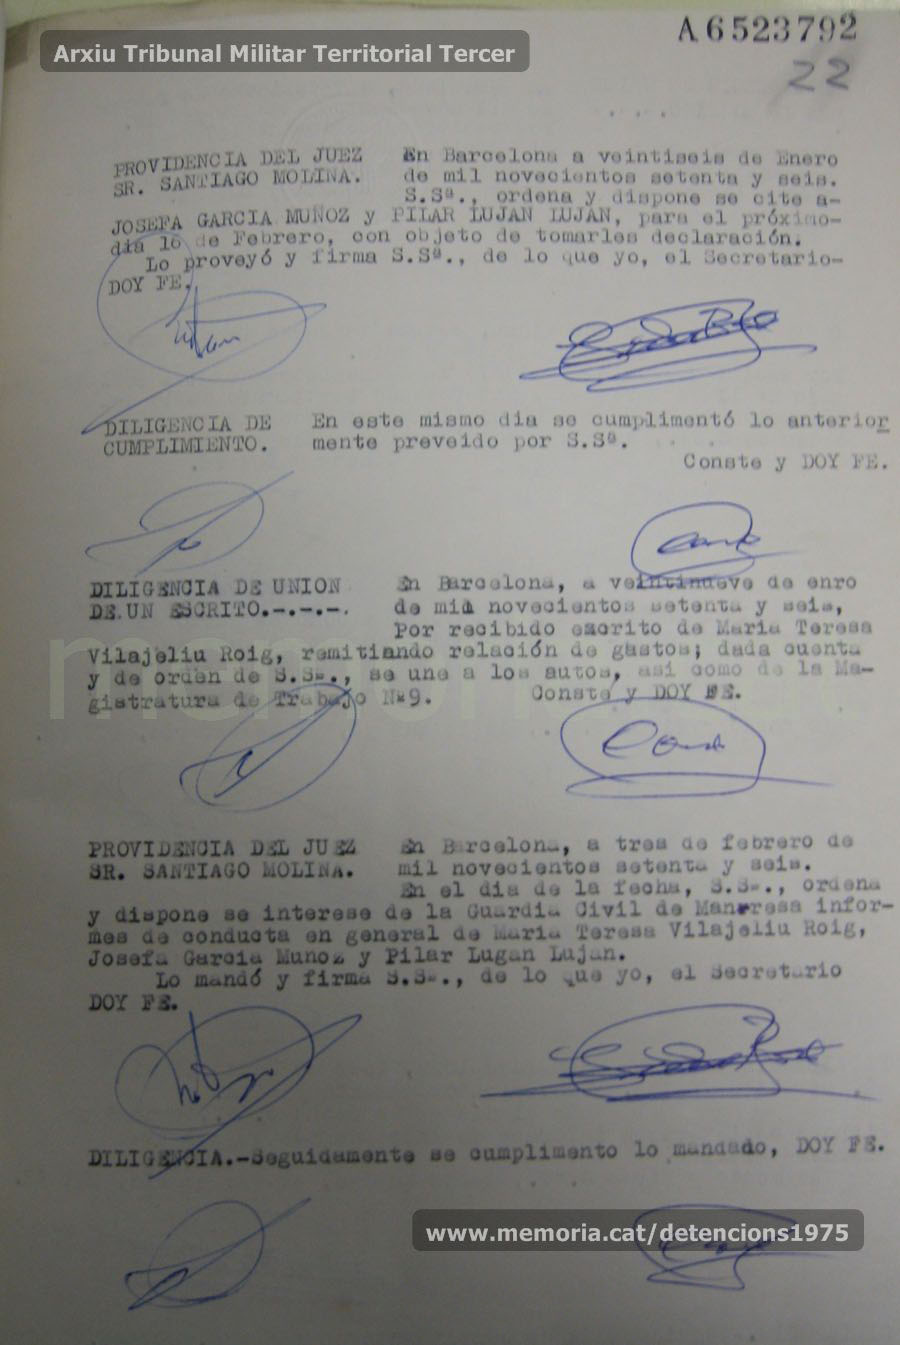 Arxiu Tribunal Militar Territorial Tercer
A6523792
22
PROVIDENCIA DEL JUEZ En Barcelona a veintiseis de Enero
SR. SANTIAGO MOLINA. de mil novecientos setenta y seis.
S.Sª., ordena y dispone se cite a-
JOSEFA GARCIA MUÑOZ y PILAR LUJAN LUJAN, para el próximo-
dia 16 de Febrero, con objeto de tomarles declaración.
Lo proveyó y firma S.Sª., de lo que yo, el Secretario-
DOY FE.
DILIGENCIA DE En este mismo dia se cumplimentó lo anterior
CUMPLIMIENTO. mente preveido por S.Sª.
Conste y DOY FE.
DILIGENCIA DE UNION En Barcelona, a veintinueve de enro
DE UN ESCRITO.-.-.-. de mil novecientos setenta y seis,
Por recibido escrito de Maria Teresa
Vilajeliu Roig, remitiando relación de gastos; dada cuenta
y de orden de S.Sª., se une a los autos, asi como de la Ma-
gistratura de Trabajo Nº9. Conste y DOY FE.
PROVIDENCIA DEL JUEZ En Barcelona, a tres de febrero de
SR. SANTIAGO MOLINA. mil novecientos setenta y seis.
En el dia de la fecha, S.Sª., ordena
y dispone se interese de la Guardia Civil de Manrresa infor-
mes de conducta en general de Maria Teresa Vilajeliu Roig,
Josefa Garcia Muñoz y Pilar Lugan Lujan.
Lo mandó y firma S.Sª., de lo que yo, el Secretario
DOY FE.
DILIGENCIA.-Seguidamente se cumplimento lo mandado, DOY FE.
www.memoria.cat/detencions1975